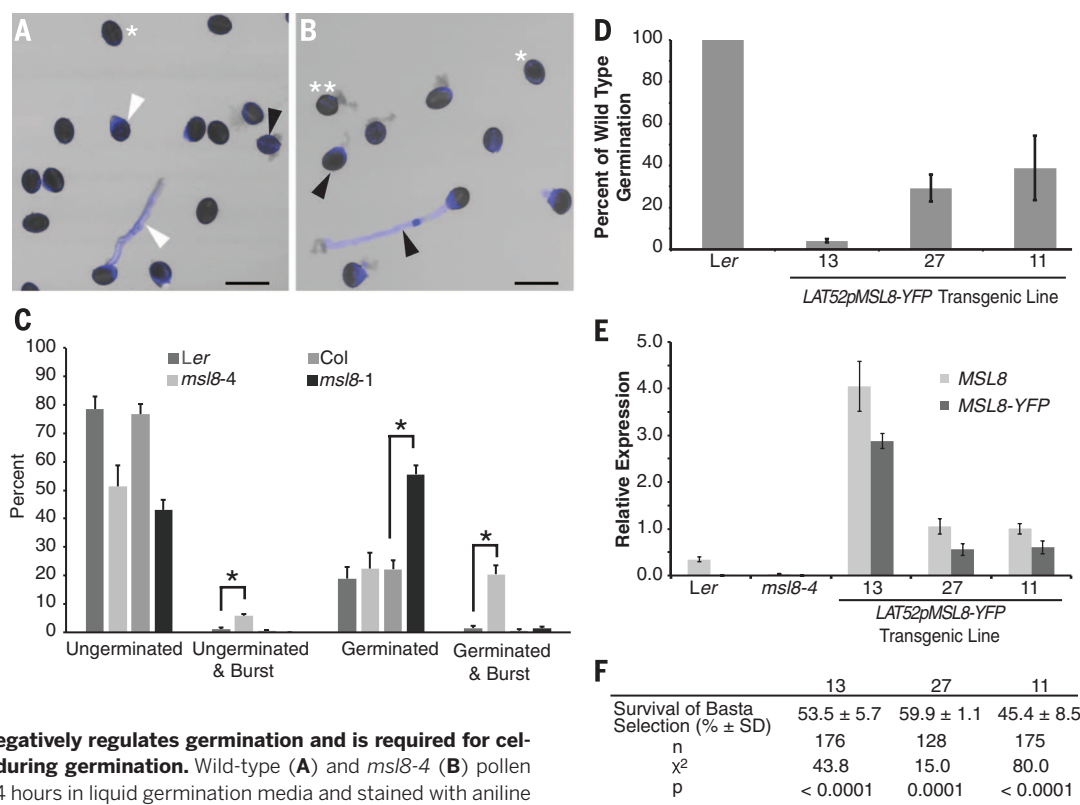 A
*
B
*
**
C
100
90
80
70
60
50
40
30
20
10
0
Percent
Ler
Col
msl8-4
msl8-1
*
*
*
Ungerminated
Ungerminated & Burst
Germinated
Germinated & Burst
D
Percent of Wild Type Germination
100
80
60
40
20
0
Ler 13 27 11
LAT52pMSL8-YFP Transgenic Line
E
Relative Expression
5.0
4.0
3.0
2.0
1.0
0.0
MSL8
MSL8-YFP
Ler msl8-4 13 27 11
LAT52pMSL8-YFP
Transgenic Line
F
13 27 11
Survival of Basta Selection (% ± SD) 53.5 ± 5.7 59.9 ± 1.1 45.4 ± 8.5
n 176 128 175
χ² 43.8 15.0 80.0
p < 0.0001 0.0001 < 0.0001
egatively regulates germination and is required for cel-
during germination. Wild-type (A) and msl8-4 (B) pollen
4 hours in liquid germination media and stained with aniline